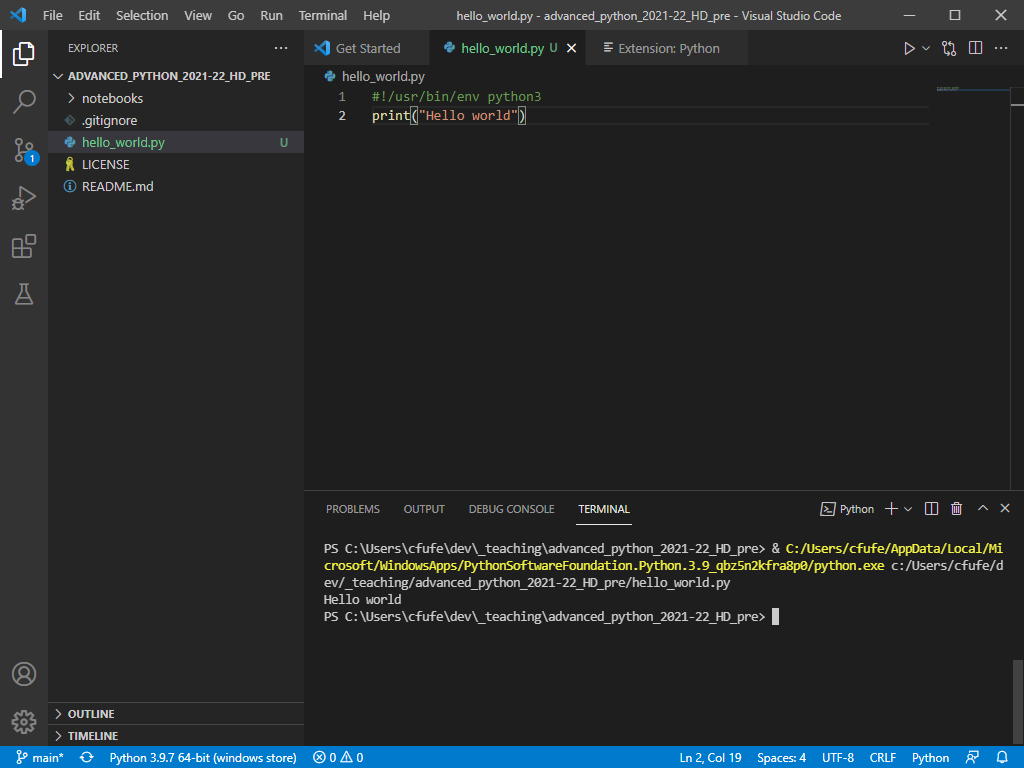 File Edit Selection View Go Run Terminal Help hello_world.py - advanced_python_2021-22_HD_pre - Visual Studio Code
EXPLORER
ADVANCED_PYTHON_2021-22_HD_PRE
notebooks
.gitignore
hello_world.py U
LICENSE
README.md
OUTLINE
TIMELINE
1
Get Started hello_world.py U Extension: Python
hello_world.py
1 #!/usr/bin/env python3
2 print("Hello world")
PROBLEMS OUTPUT DEBUG CONSOLE TERMINAL Python
PS C:\Users\cfufe\dev\_teaching\advanced_python_2021-22_HD_pre> & C:/Users/cfufe/AppData/Local/Mi
crosoft/WindowsApps/PythonSoftwareFoundation.Python.3.9_qbz5n2kfra8p0/python.exe c:/Users/cfufe/d
ev/_teaching/advanced_python_2021-22_HD_pre/hello_world.py
Hello world
PS C:\Users\cfufe\dev\_teaching\advanced_python_2021-22_HD_pre>
main* Python 3.9.7 64-bit (windows store) 0 0 Ln 2, Col 19 Spaces: 4 UTF-8 CRLF Python